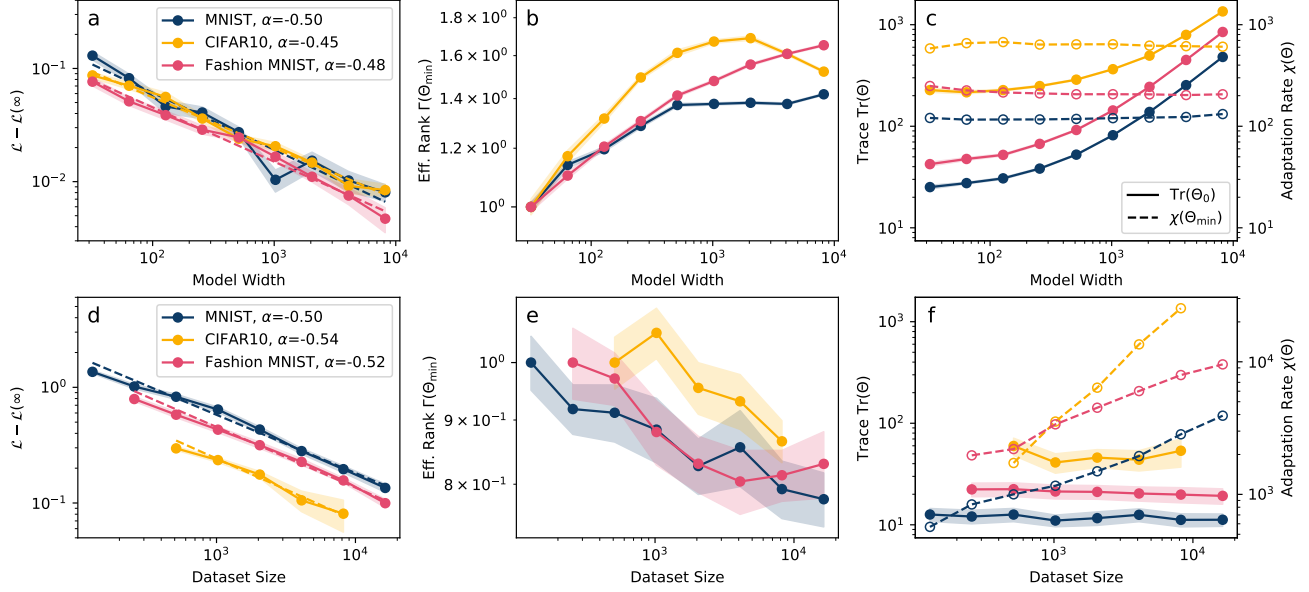 a
MNIST, α=-0.50
CIFAR10, α=-0.45
Fashion MNIST, α=-0.48
10⁻¹
10⁻²
ℒ − ℒ(∞)
10² 10³ 10⁴
Model Width
b
1.8 × 10⁰
1.6 × 10⁰
1.4 × 10⁰
1.2 × 10⁰
10⁰
Eff. Rank Γ(Θmin)
10² 10³ 10⁴
Model Width
c
10³
10²
10¹
Trace Tr(Θ)
Tr(Θ₀)
χ(Θmin)
10³
10²
10¹
Adaptation Rate χ(Θ)
10² 10³ 10⁴
Model Width
d
MNIST, α=-0.50
CIFAR10, α=-0.54
Fashion MNIST, α=-0.52
10⁰
10⁻¹
ℒ − ℒ(∞)
10³ 10⁴
Dataset Size
e
10⁰
9 × 10⁻¹
8 × 10⁻¹
Eff. Rank Γ(Θmin)
10³ 10⁴
Dataset Size
f
10³
10²
10¹
Trace Tr(Θ)
10⁴
10³
Adaptation Rate χ(Θ)
10³ 10⁴
Dataset Size